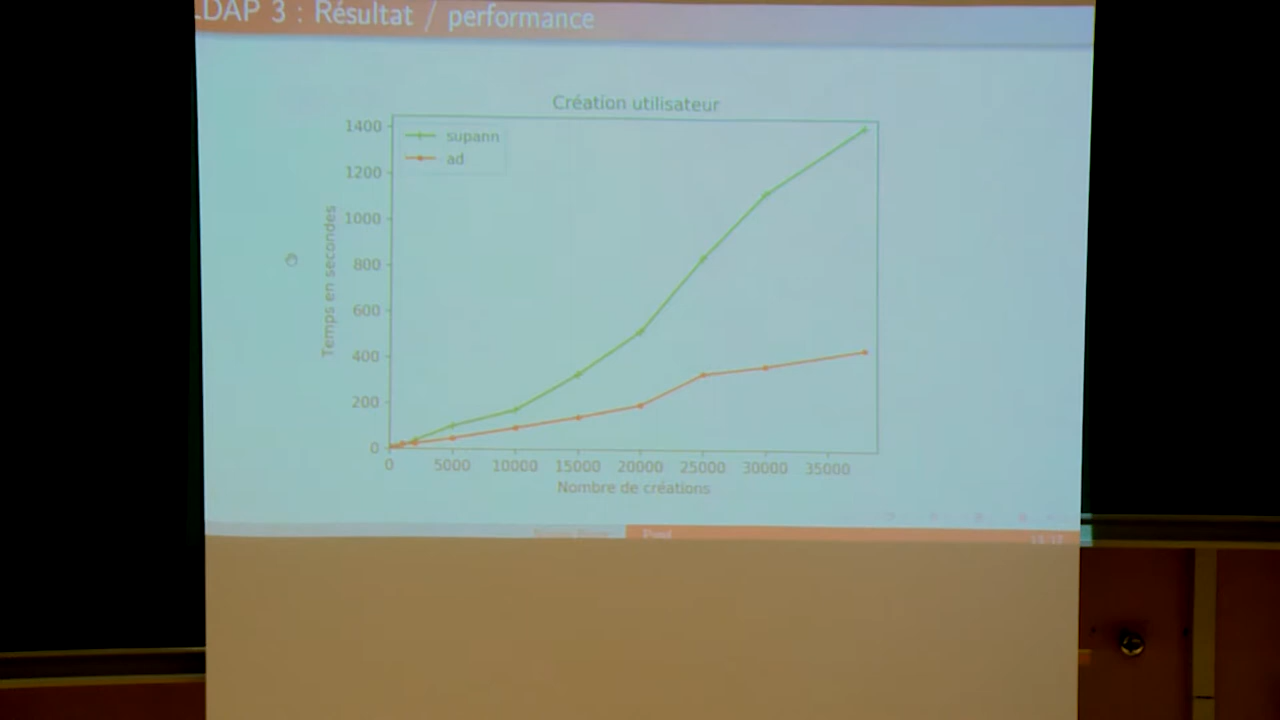 LDAP 3 : Résultat / performance
Création utilisateur
supann
ad
Temps en secondes
1400
1200
1000
800
600
400
200
0
0 5000 10000 15000 20000 25000 30000 35000
Nombre de créations